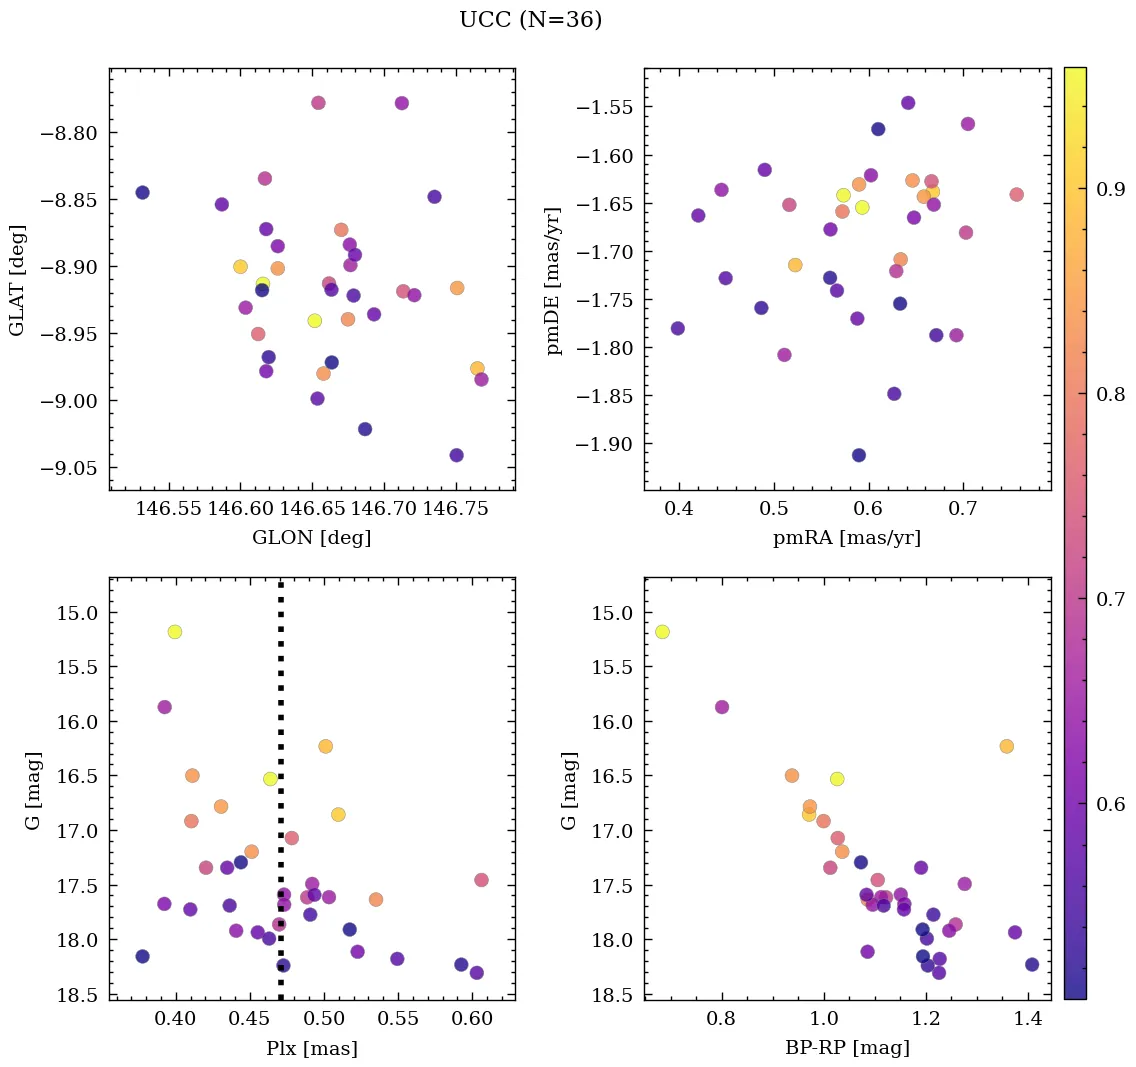 UCC (N=36)
−8.80
−8.85
−8.90
−8.95
−9.00
−9.05
GLAT [deg]
146.55 146.60 146.65 146.70 146.75
GLON [deg]
−1.55
−1.60
−1.65
−1.70
−1.75
−1.80
−1.85
−1.90
pmDE [mas/yr]
0.4 0.5 0.6 0.7
pmRA [mas/yr]
0.9
0.8
0.7
0.6
15.0
15.5
16.0
16.5
17.0
17.5
18.0
18.5
G [mag]
0.40 0.45 0.50 0.55 0.60
Plx [mas]
15.0
15.5
16.0
16.5
17.0
17.5
18.0
18.5
G [mag]
0.8 1.0 1.2 1.4
BP-RP [mag]